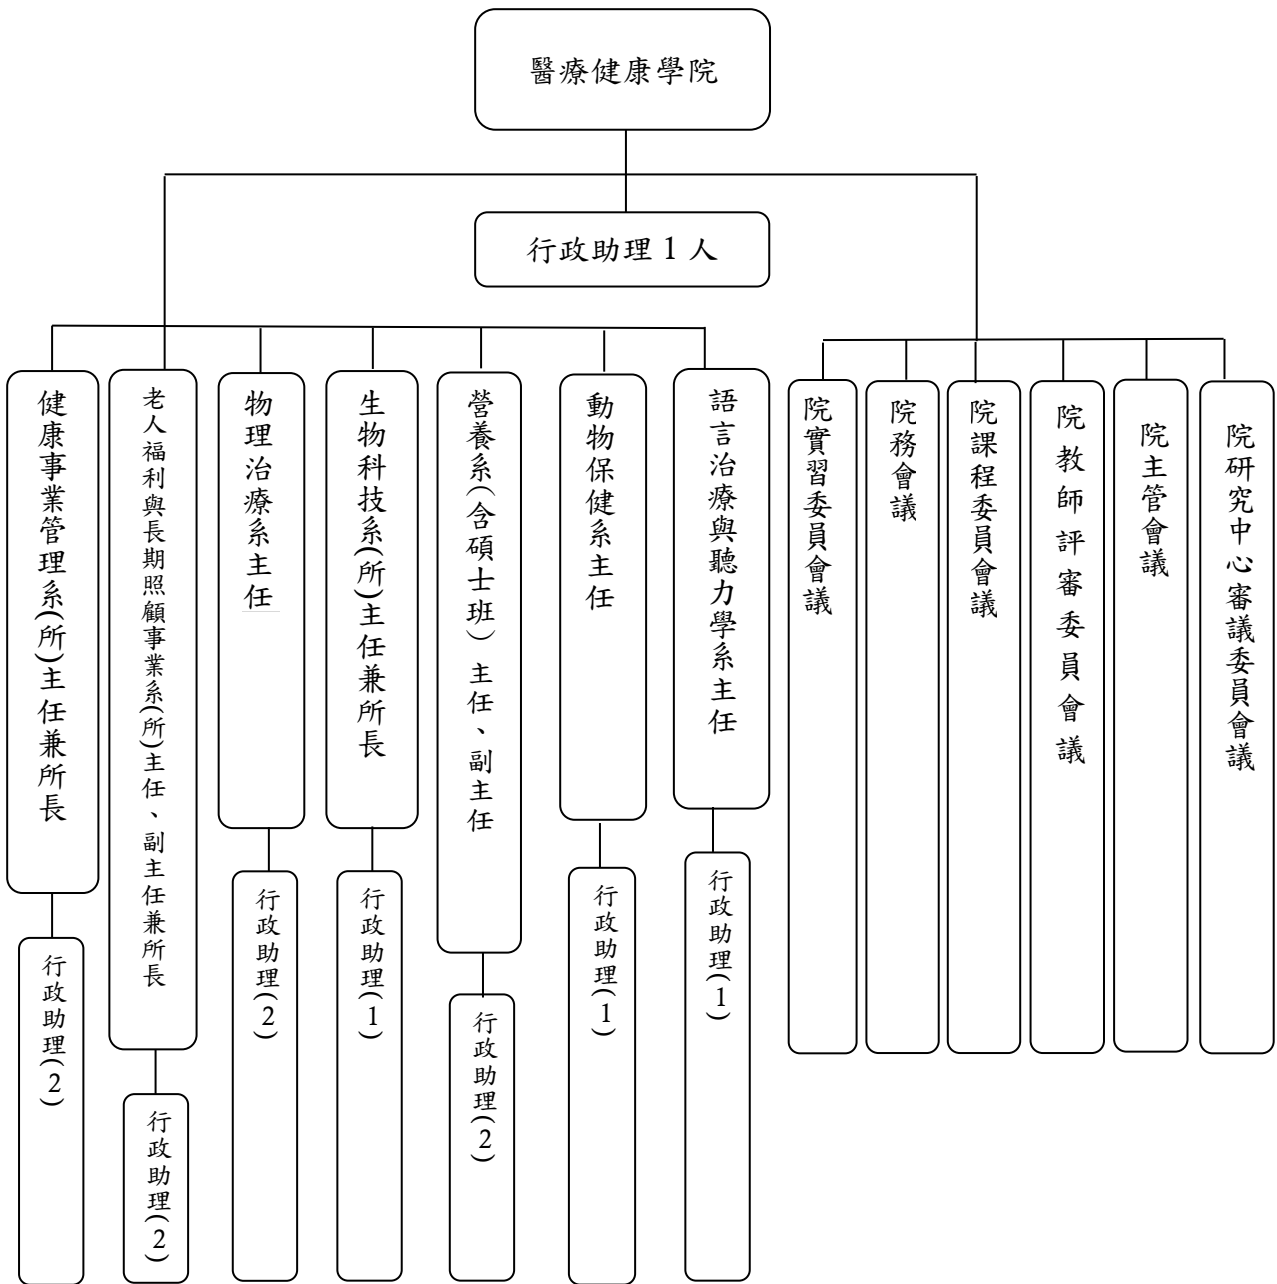 醫療健康學院
行政助理 1 人
健康事業管理系(所)主任兼所長
老人福利與長期照顧事業系(所)主任、副主任兼所長
物理治療系主任
生物科技系(所)主任兼所長
營養系(含碩士班)主任、副主任
動物保健系主任
語言治療與聽力學系主任
院實習委員會議
院務會議
院課程委員會議
院教師評審委員會議
院主管會議
院研究中心審議委員會議
行政助理(2)
行政助理(2)
行政助理(2)
行政助理(1)
行政助理(2)
行政助理(1)
行政助理(1)